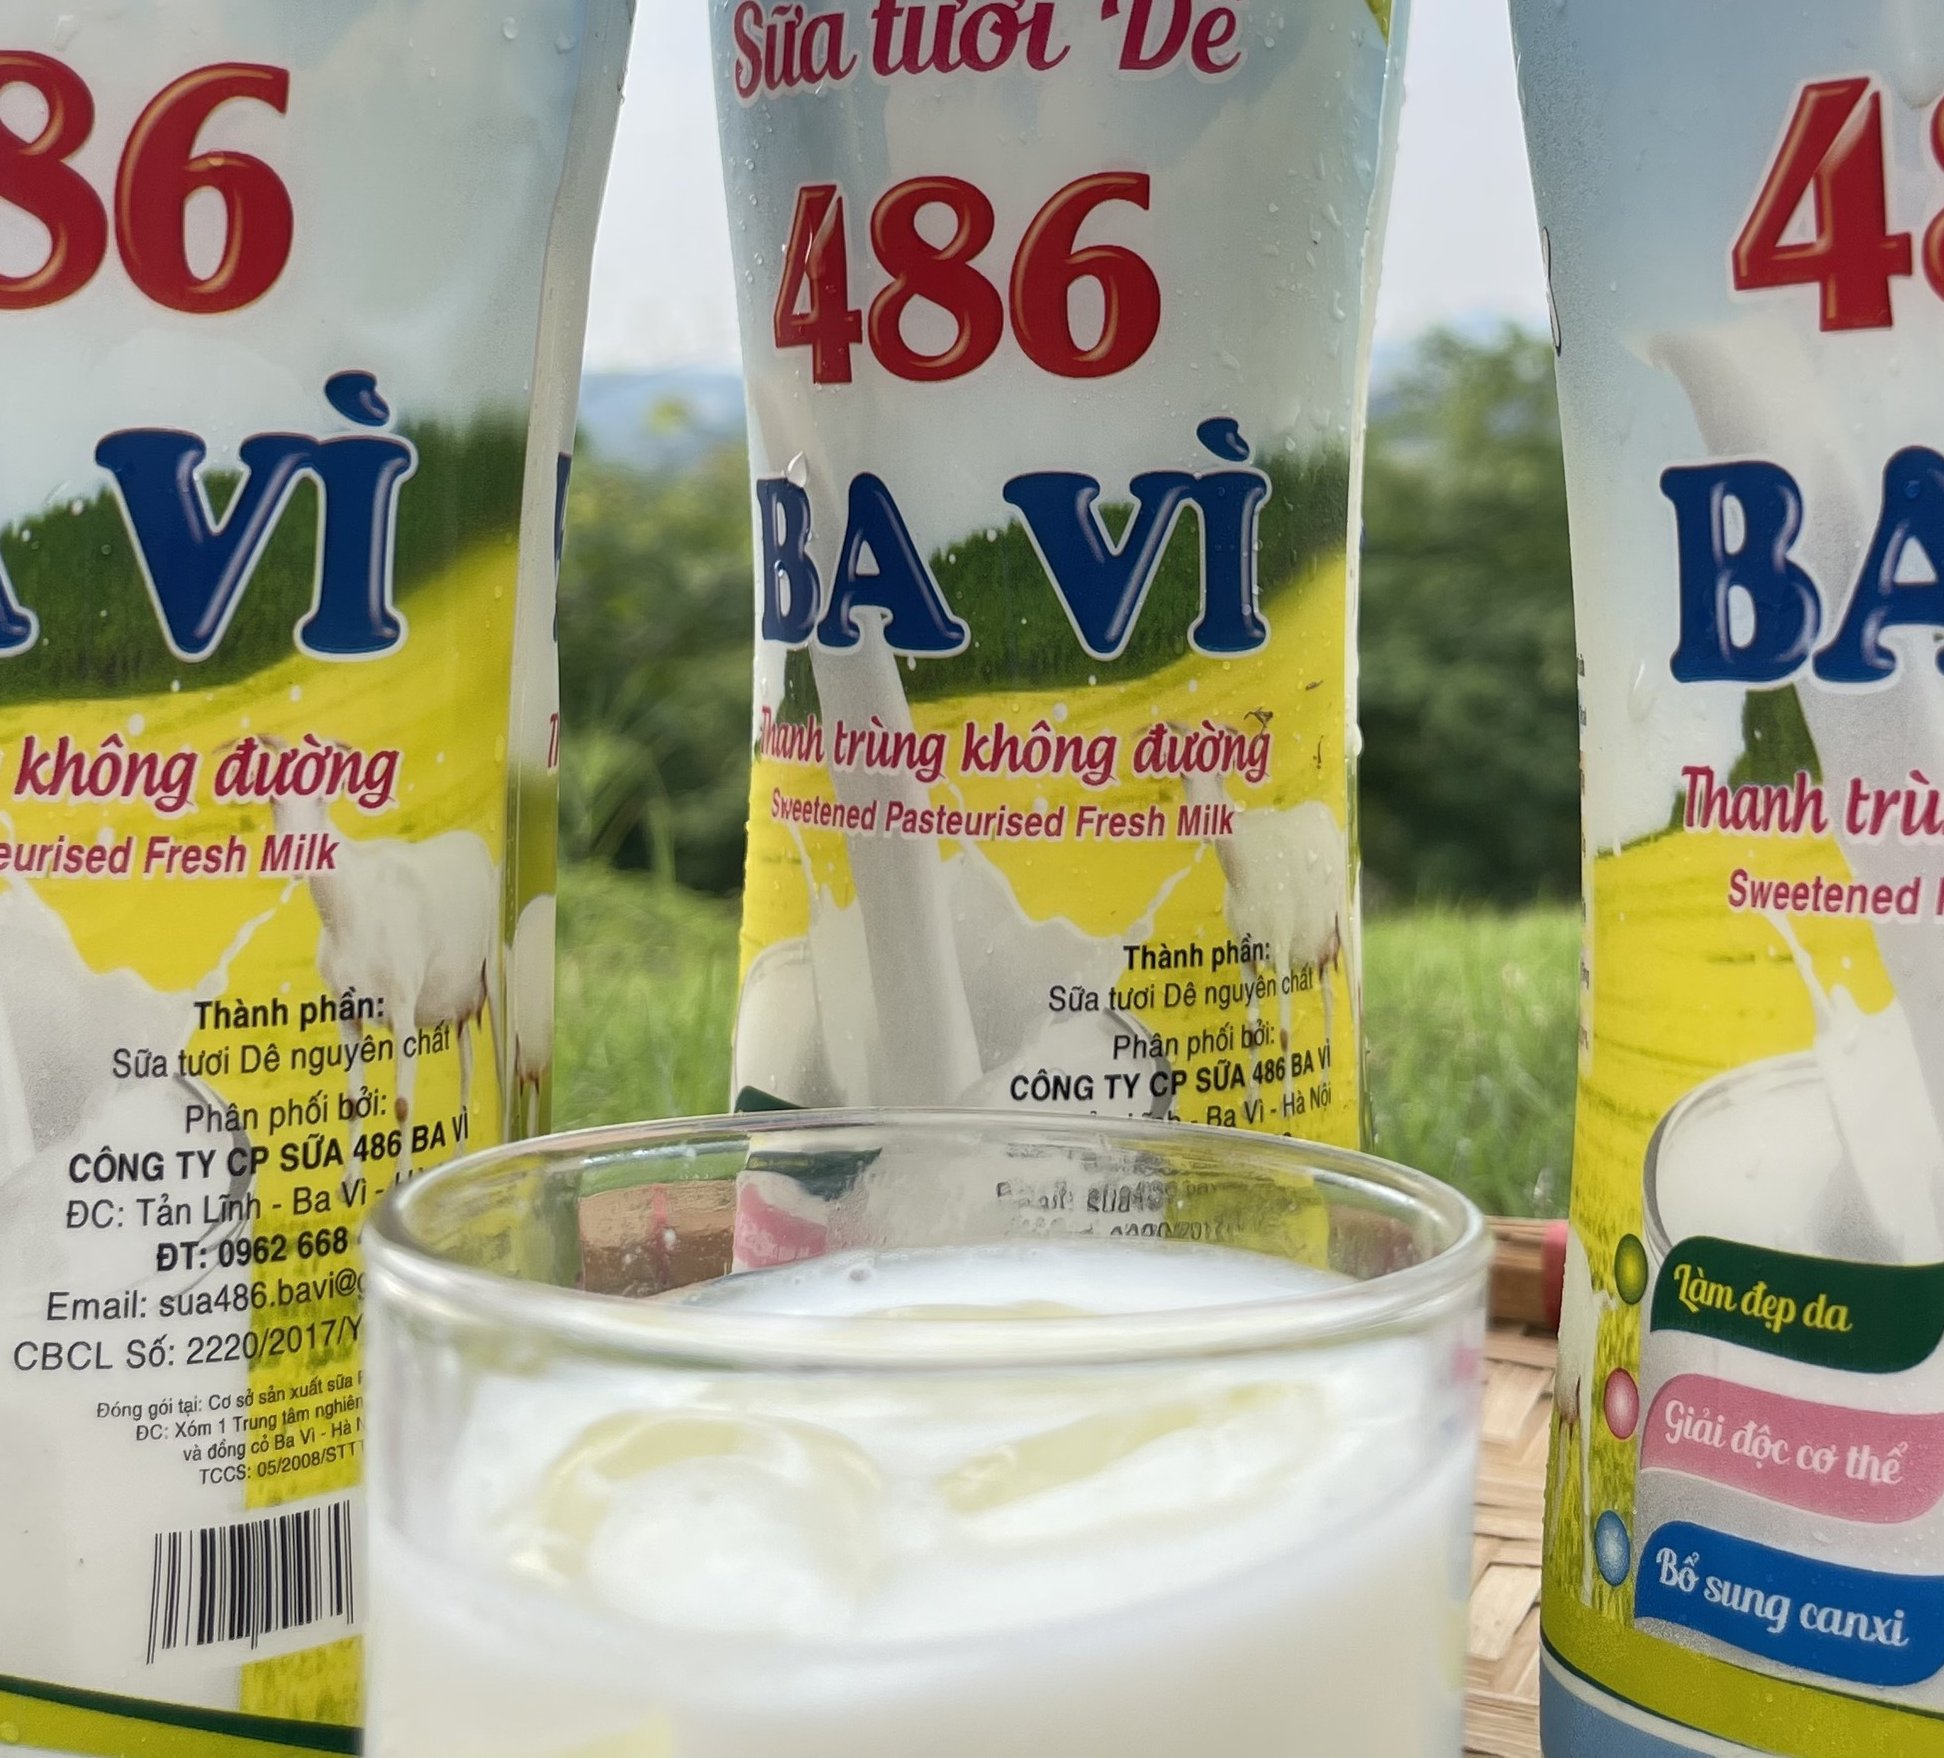 86
VÌ
không đường
Fresh Milk
Thành phần:
Sữa tươi Dê nguyên chất
Phân phối bởi:
CÔNG TY CP SỮA 486 BA VÌ
ĐC: Tản Lĩnh - Ba Vì -
ĐT: 0962 668
Email: sua486.bavi@
CBCL Số: 2220/2017/Y
Đóng gói tại: Cơ sở sản xuất sữa
ĐC: Xóm 1 Trung tâm nghiên
và đồng cỏ Ba Vì - Hà N
TCCS: 05/2008/STT
Sữa tươi Dê
486
BA VÌ
Thanh trùng không đường
Sweetened Pasteurised Fresh Milk
Thành phần:
Sữa tươi Dê nguyên chất
Phân phối bởi:
CÔNG TY CP SỮA 486 BA VÌ
- Ba Vì - Hà Nội
48
BA
Thanh trù
Sweetened
Làm đẹp da
Giải độc cơ thể
Bổ sung canxi